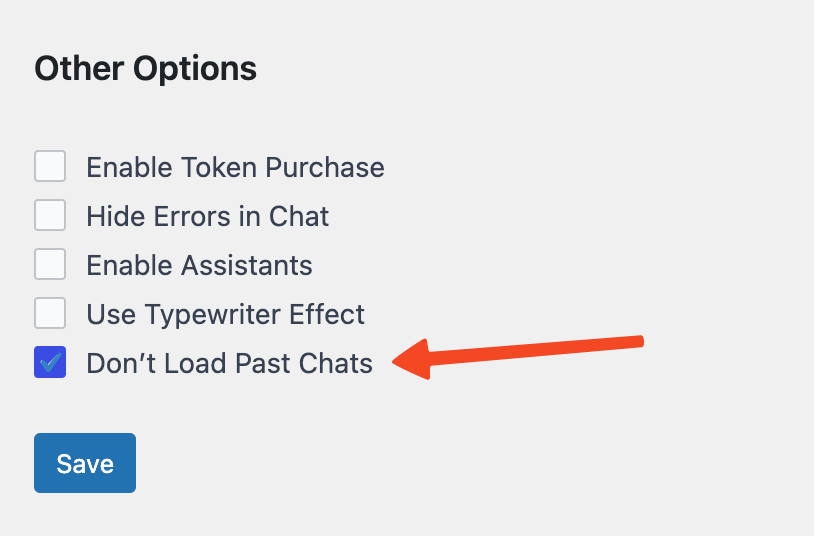 Other Options
Enable Token Purchase
Hide Errors in Chat
Enable Assistants
Use Typewriter Effect
Don’t Load Past Chats
Save